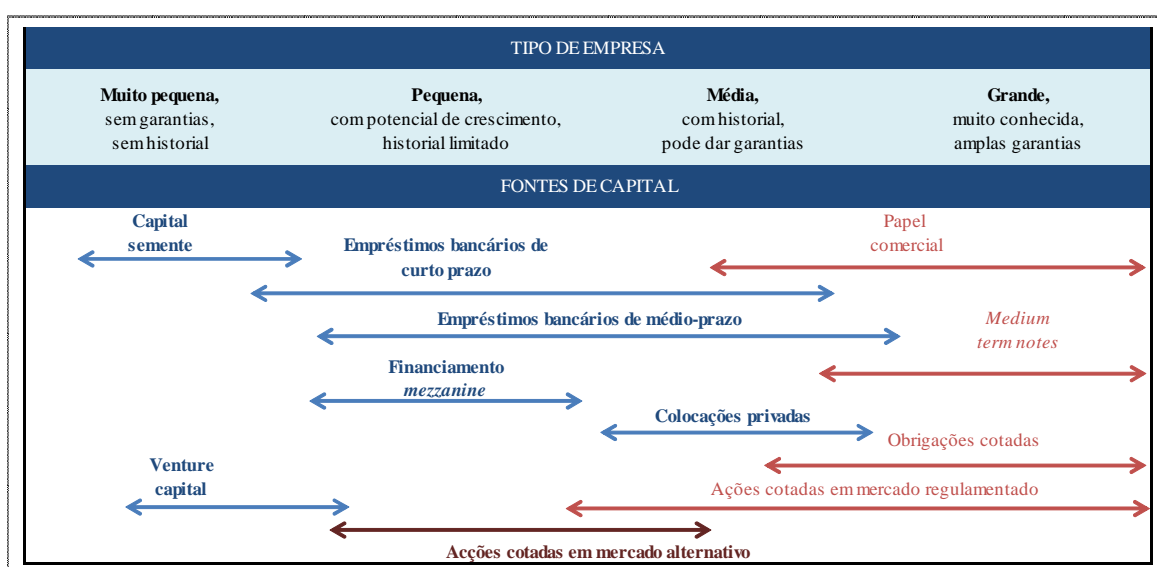 TIPO DE EMPRESA
Muito pequena,
sem garantias,
sem historial
Pequena,
com potencial de crescimento,
historial limitado
Média,
com historial,
pode dar garantias
Grande,
muito conhecida,
amplas garantias
FONTES DE CAPITAL
Capital
semente
Empréstimos bancários de
curto prazo
Papel
comercial
Empréstimos bancários de médio-prazo
Medium
term notes
Financiamento
mezzanine
Colocações privadas
Obrigações cotadas
Venture
capital
Ações cotadas em mercado regulamentado
Acções cotadas em mercado alternativo